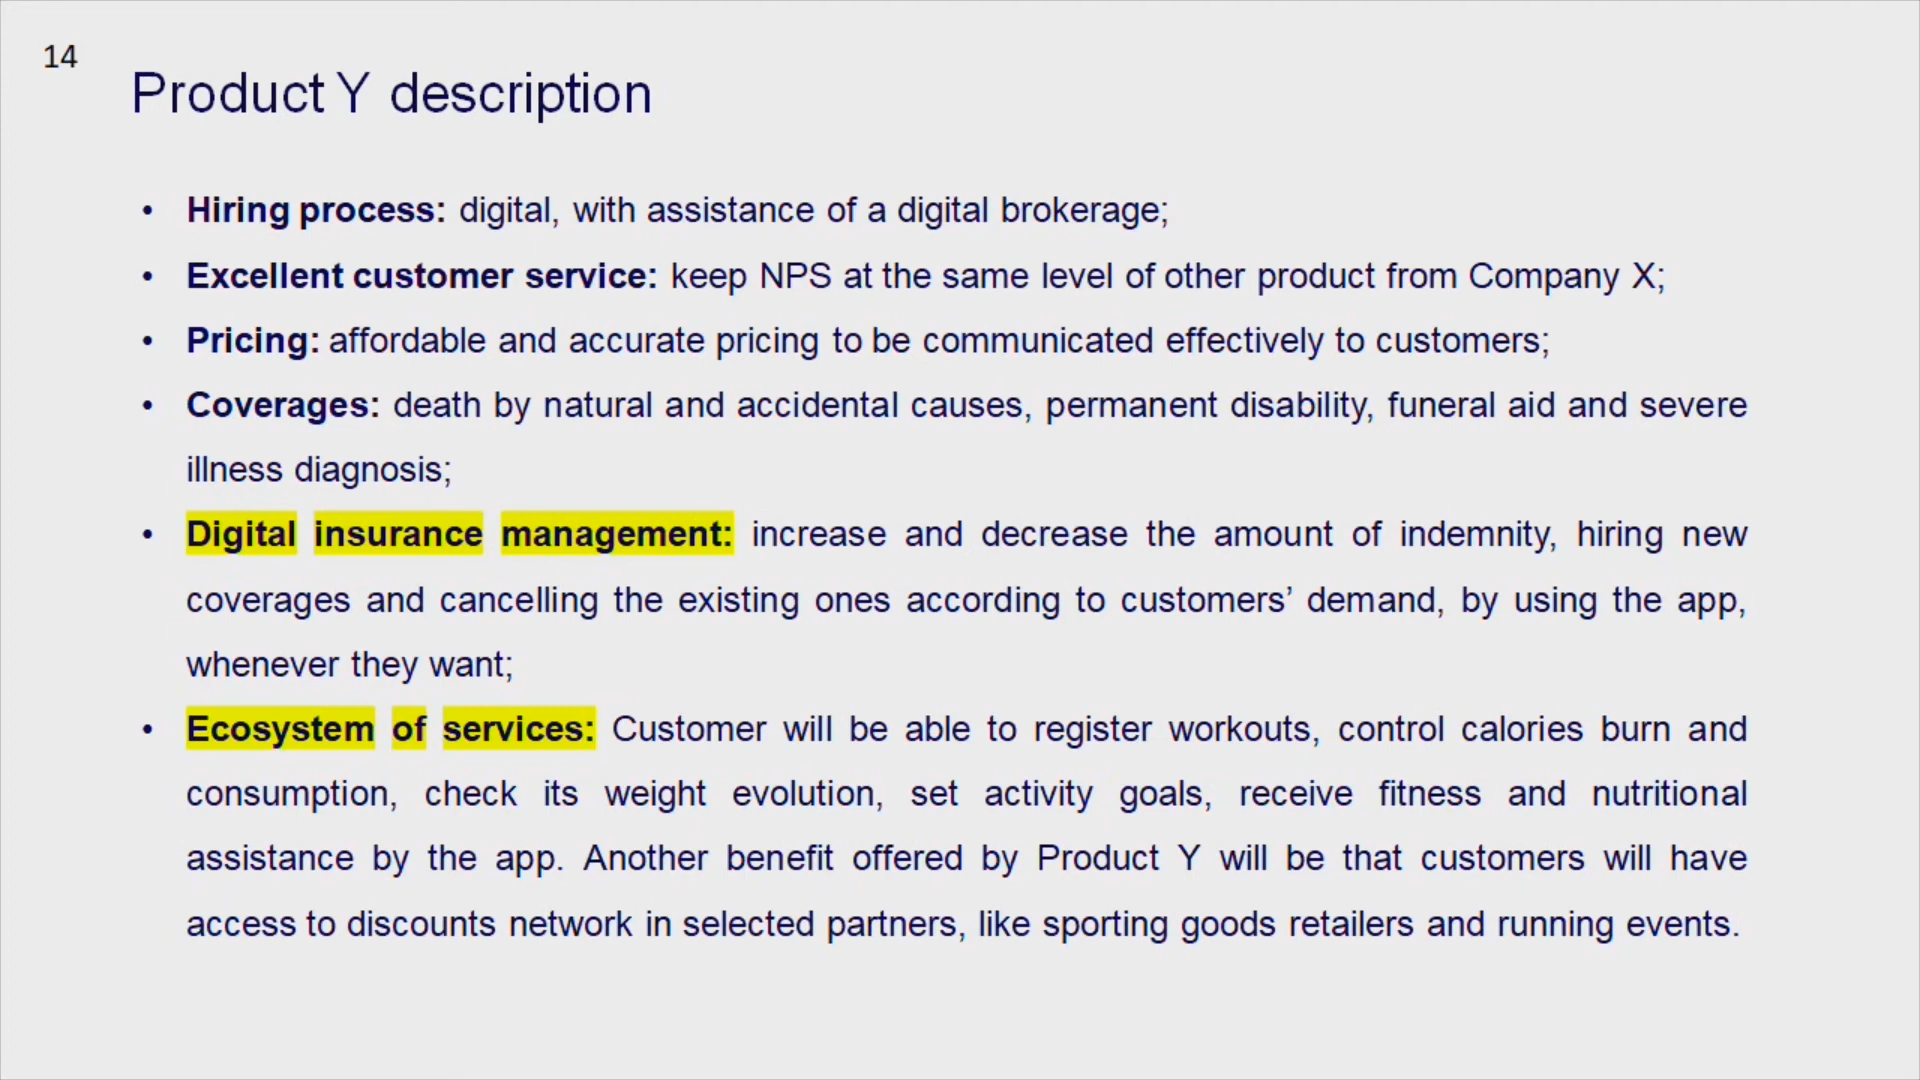 14
Product Y description
• Hiring process: digital, with assistance of a digital brokerage;
• Excellent customer service: keep NPS at the same level of other product from Company X;
• Pricing: affordable and accurate pricing to be communicated effectively to customers;
• Coverages: death by natural and accidental causes, permanent disability, funeral aid and severe
illness diagnosis;
• Digital insurance management: increase and decrease the amount of indemnity, hiring new
coverages and cancelling the existing ones according to customers’ demand, by using the app,
whenever they want;
• Ecosystem of services: Customer will be able to register workouts, control calories burn and
consumption, check its weight evolution, set activity goals, receive fitness and nutritional
assistance by the app. Another benefit offered by Product Y will be that customers will have
access to discounts network in selected partners, like sporting goods retailers and running events.